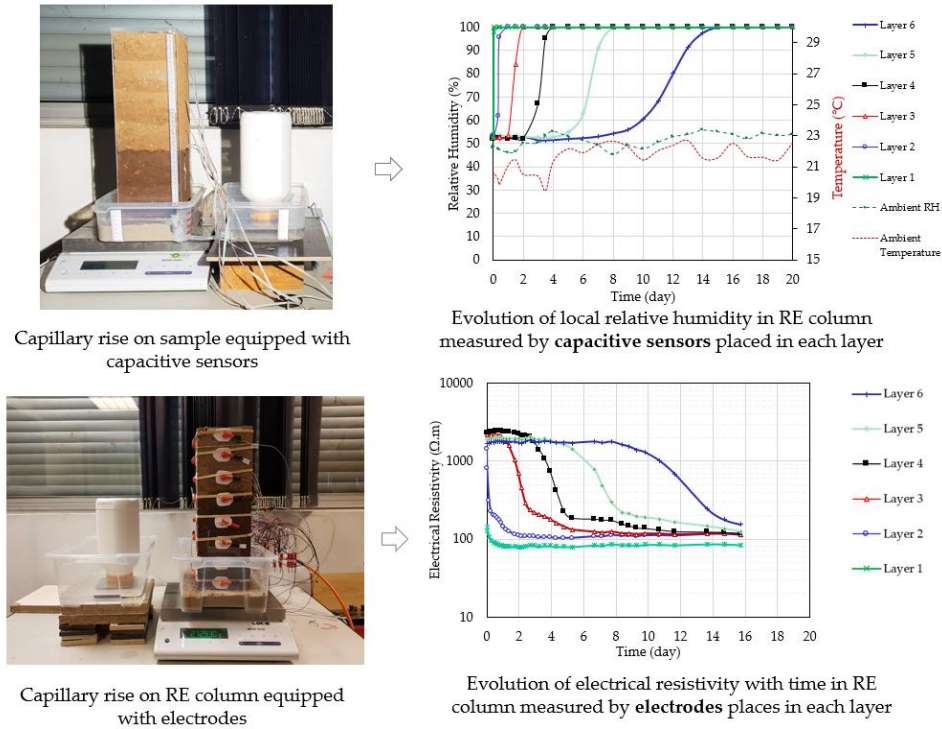 Capillary rise on sample equipped with
capacitive sensors
Relative Humidity (%)
100
90
80
70
60
50
40
30
20
10
0
0
2
4
6
8
10
12
14
16
18
20
Time (day)
29
27
25
23
21
19
17
15
Temperature (℃)
Layer 6
Layer 5
Layer 4
Layer 3
Layer 2
Layer 1
Ambient RH
Ambient
Temperature
Evolution of local relative humidity in RE column
measured by capacitive sensors placed in each layer
Capillary rise on RE column equipped
with electrodes
Electrical Resistivity (Ω.m)
10000
1000
100
10
0
2
4
6
8
10
12
14
16
18
20
Time (day)
Layer 6
Layer 5
Layer 4
Layer 3
Layer 2
Layer 1
Evolution of electrical resistivity with time in RE
column measured by electrodes places in each layer